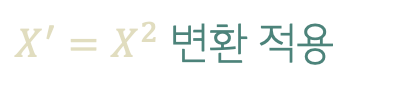 X′ = X² 변환 적용